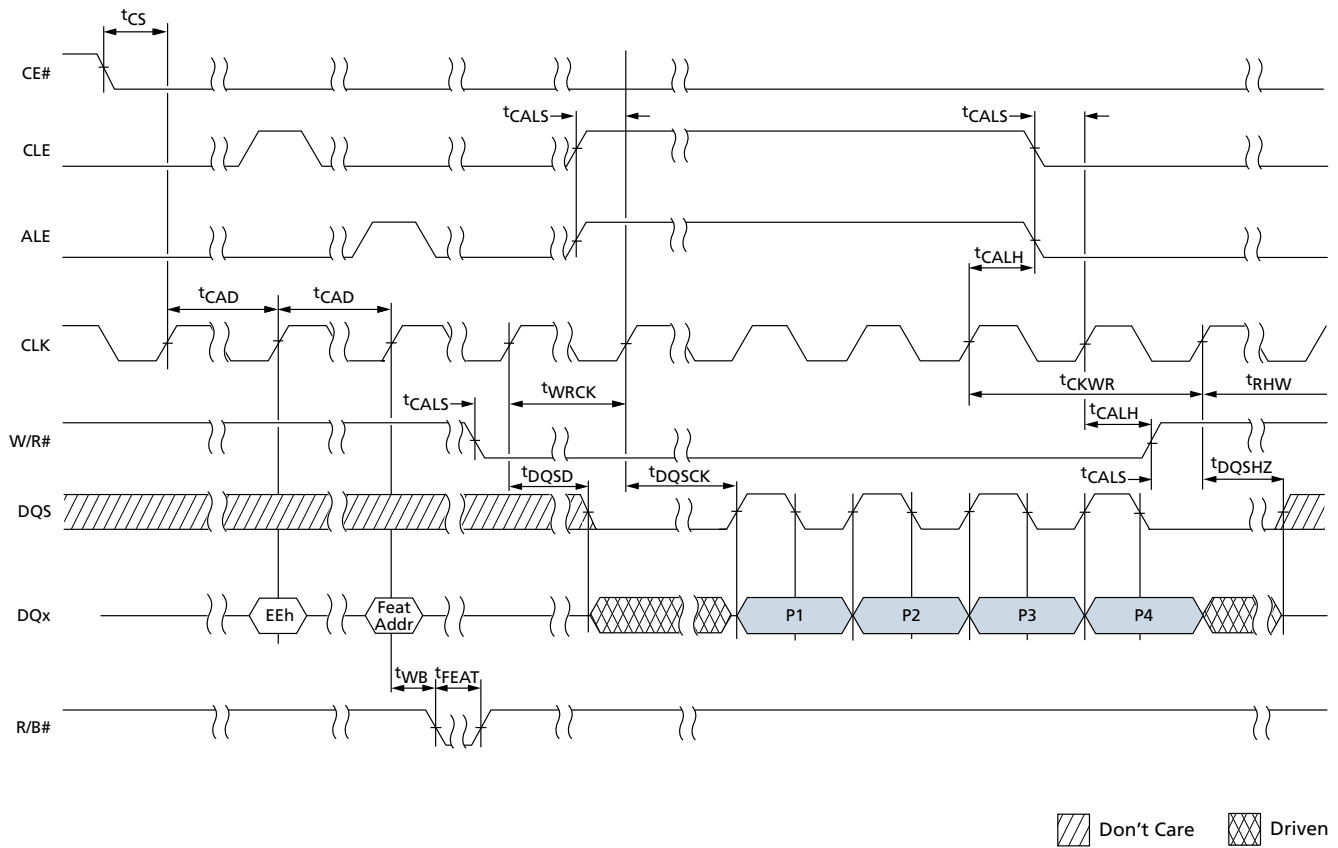 tCS
CE#
tCALS
tCALS
CLE
ALE
tCALH
tCAD
tCAD
CLK
tCKWR
tRHW
tWRCK
tCALS
tCALH
W/R#
tDQSD
tDQSCK
tCALS
tDQSHZ
DQS
DQx
EEh
Feat
Addr
P1
P2
P3
P4
tWB
tFEAT
R/B#
Don't Care
Driven